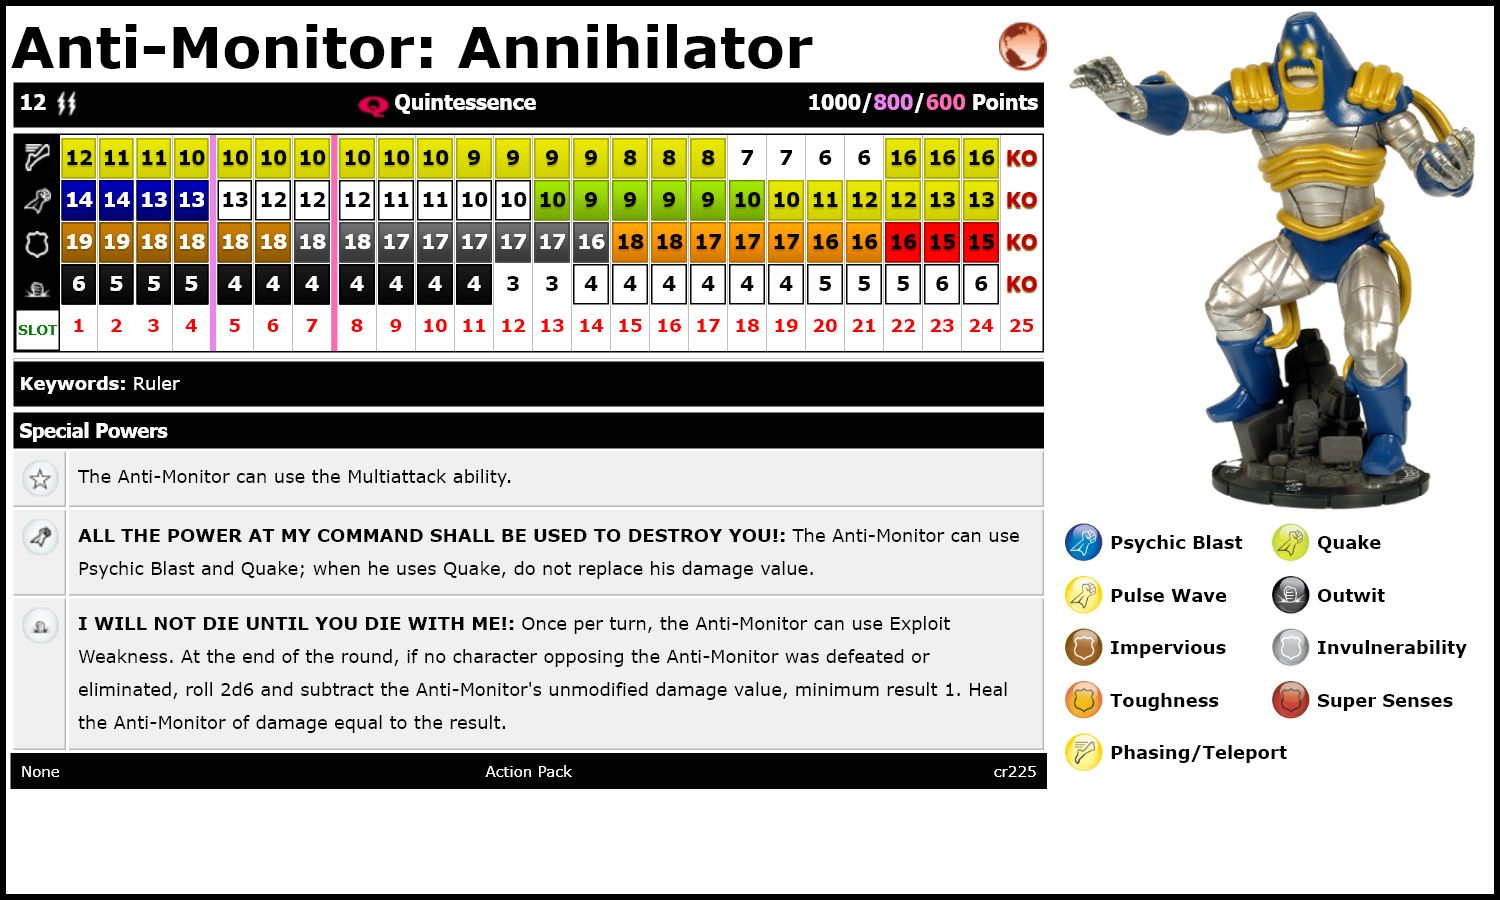 Anti-Monitor: Annihilator
12 Quintessence 1000/800/600 Points
12 11 11 10 10 10 10 10 10 10 9 9 9 9 8 8 8 7 7 6 6 16 16 16 KO
14 14 13 13 13 12 12 12 11 11 10 10 10 9 9 9 9 10 10 11 12 12 13 13 KO
19 19 18 18 18 18 18 18 17 17 17 17 17 16 18 18 17 17 17 16 16 16 15 15 KO
6 5 5 5 4 4 4 4 4 4 4 3 3 4 4 4 4 4 4 5 5 5 6 6 KO
SLOT 1 2 3 4 5 6 7 8 9 10 11 12 13 14 15 16 17 18 19 20 21 22 23 24 25
Keywords: Ruler
Special Powers
The Anti-Monitor can use the Multiattack ability.
ALL THE POWER AT MY COMMAND SHALL BE USED TO DESTROY YOU!: The Anti-Monitor can use
Psychic Blast and Quake; when he uses Quake, do not replace his damage value.
I WILL NOT DIE UNTIL YOU DIE WITH ME!: Once per turn, the Anti-Monitor can use Exploit
Weakness. At the end of the round, if no character opposing the Anti-Monitor was defeated or
eliminated, roll 2d6 and subtract the Anti-Monitor's unmodified damage value, minimum result 1. Heal
the Anti-Monitor of damage equal to the result.
None Action Pack cr225
Psychic Blast Quake
Pulse Wave Outwit
Impervious Invulnerability
Toughness Super Senses
Phasing/Teleport